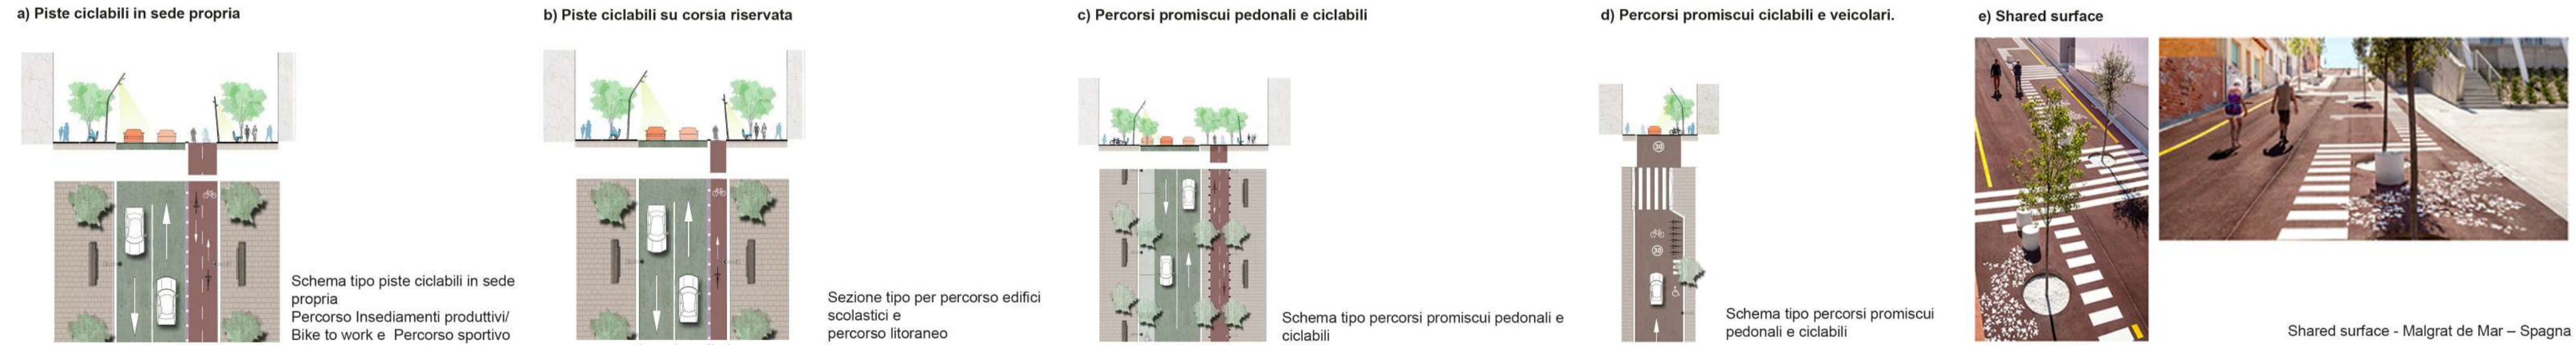 a) Piste ciclabili in sede propria
Schema tipo piste ciclabili in sede
propria
Percorso Insediamenti produttivi/
Bike to work e Percorso sportivo
b) Piste ciclabili su corsia riservata
Sezione tipo per percorso edifici
scolastici e
percorso litoraneo
c) Percorsi promiscui pedonali e ciclabili
Schema tipo percorsi promiscui pedonali e
ciclabili
d) Percorsi promiscui ciclabili e veicolari.
30
30
Schema tipo percorsi promiscui
pedonali e ciclabili
e) Shared surface
Shared surface - Malgrat de Mar – Spagna